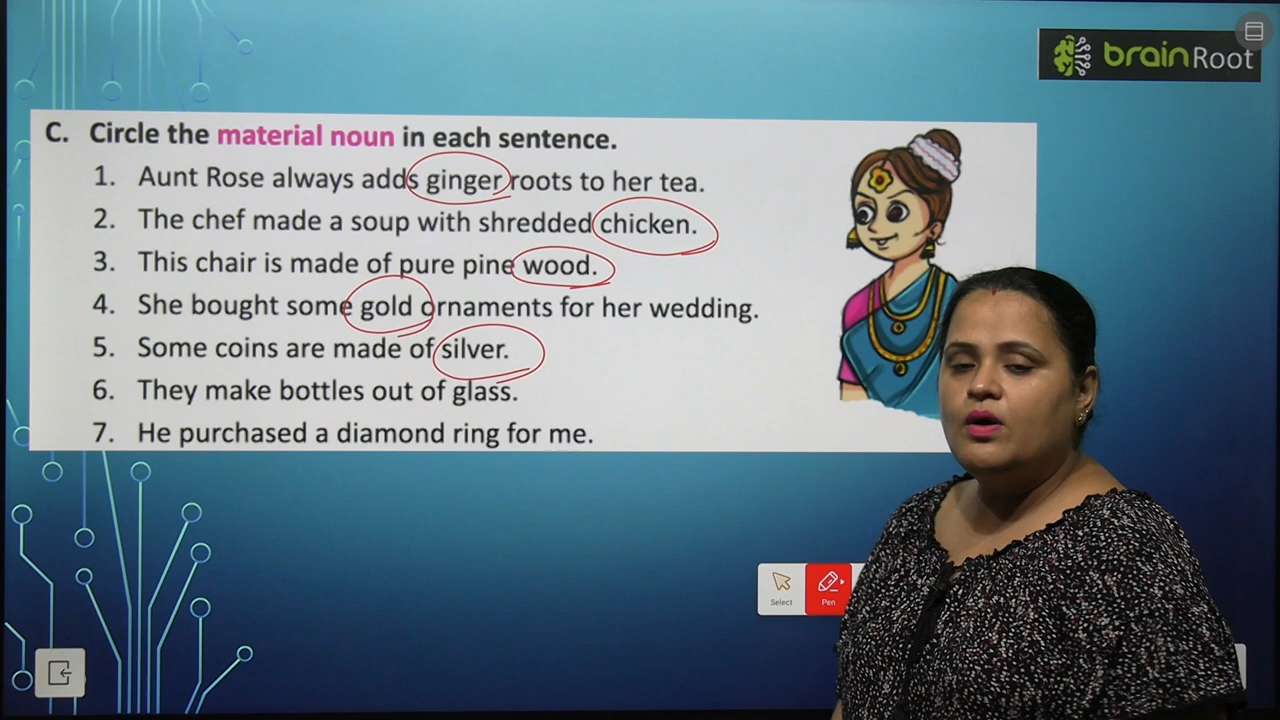 brainRoot
C. Circle the material noun in each sentence.
1. Aunt Rose always adds ginger roots to her tea.
2. The chef made a soup with shredded chicken.
3. This chair is made of pure pine wood.
4. She bought some gold ornaments for her wedding.
5. Some coins are made of silver.
6. They make bottles out of glass.
7. He purchased a diamond ring for me.
Select Pen